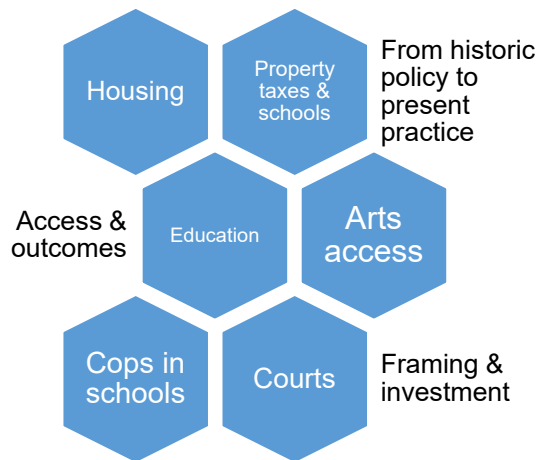 Housing
Property
taxes &
schools
From historic
policy to
present
practice
Access &
outcomes
Education
Arts
access
Cops in
schools
Courts
Framing &
investment